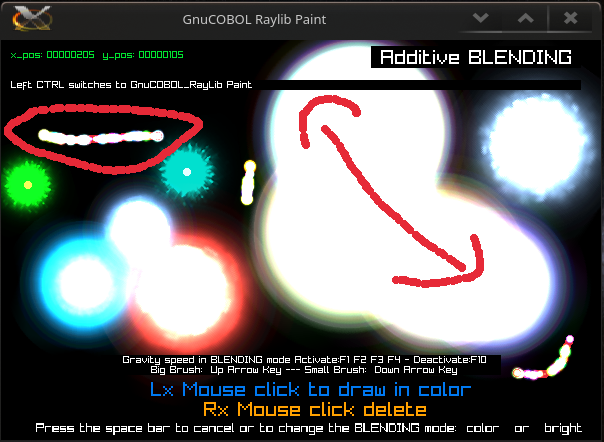 GnuCOBOL Raylib Paint
x_pos: 00000205 y_pos: 00000105
Additive BLENDING
Left CTRL switches to GnuCOBOL_RayLib Paint
Gravity speed in BLENDING mode Activate:F1 F2 F3 F4 - Deactivate:F10
Big Brush: Up Arrow Key --- Small Brush: Down Arrow Key
Lx Mouse click to draw in color
Rx Mouse click delete
Press the space bar to cancel or to change the BLENDING mode: color or bright